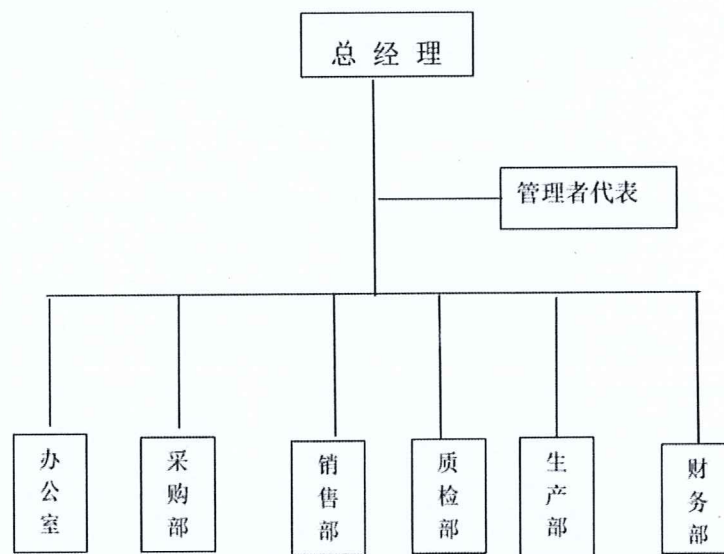 总经理
管理者代表
办公室
采购部
销售部
质检部
生产部
财务部